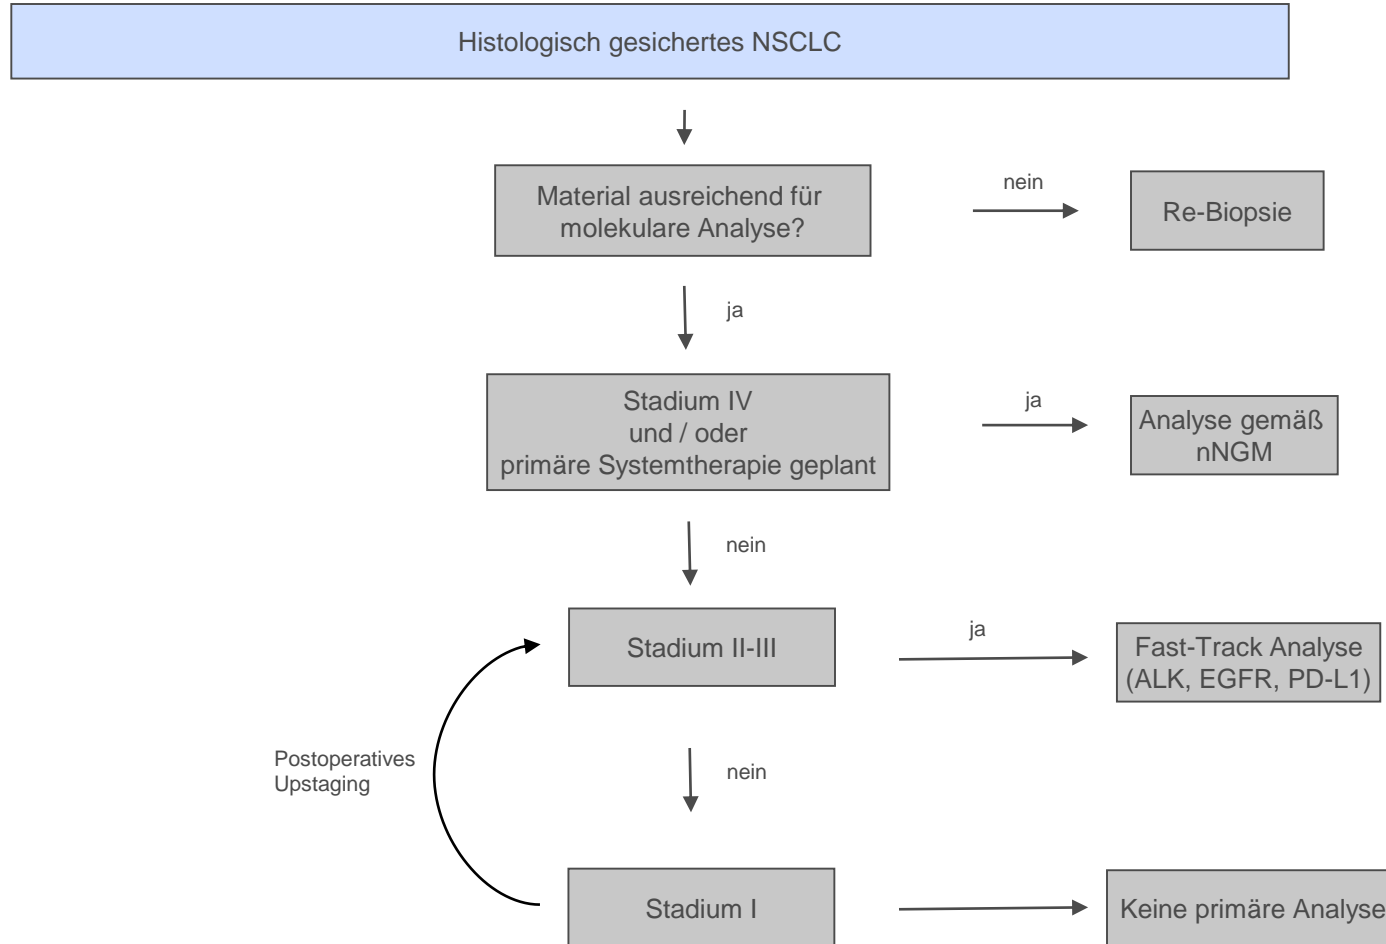 Histologisch gesichertes NSCLC
Material ausreichend für
molekulare Analyse?
nein
Re-Biopsie
ja
Stadium IV
und / oder
primäre Systemtherapie geplant
ja
Analyse gemäß
nNGM
nein
Stadium II-III
ja
Fast-Track Analyse
(ALK, EGFR, PD-L1)
Postoperatives
Upstaging
nein
Stadium I
Keine primäre Analyse